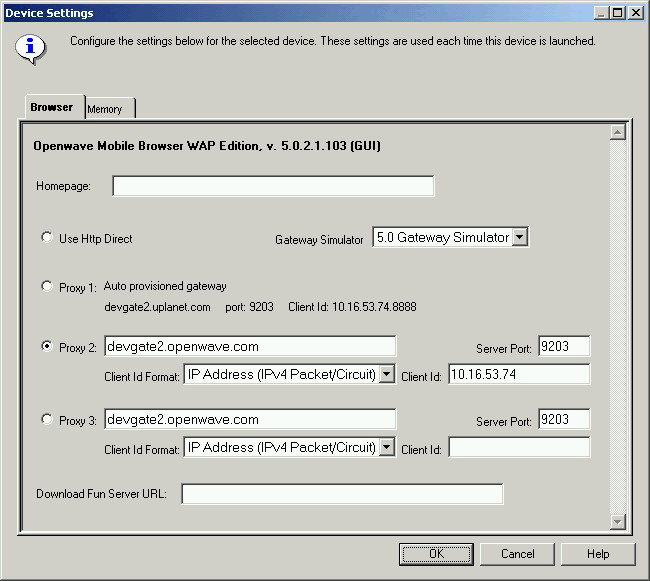 Device Settings
Configure the settings below for the selected device. These settings are used each time this device is launched.
Browser
Memory
Openwave Mobile Browser WAP Edition, v. 5.0.2.1.103 (GUI)
Homepage:
Use Http Direct
Gateway Simulator
5.0 Gateway Simulator
Proxy 1: Auto provisioned gateway
devgate2.uplanet.com port: 9203 Client Id: 10.16.53.74.8888
Proxy 2: devgate2.openwave.com Server Port: 9203
Client Id Format: IP Address (IPv4 Packet/Circuit) Client Id: 10.16.53.74
Proxy 3: devgate2.openwave.com Server Port: 9203
Client Id Format: IP Address (IPv4 Packet/Circuit) Client Id:
Download Fun Server URL:
OK Cancel Help